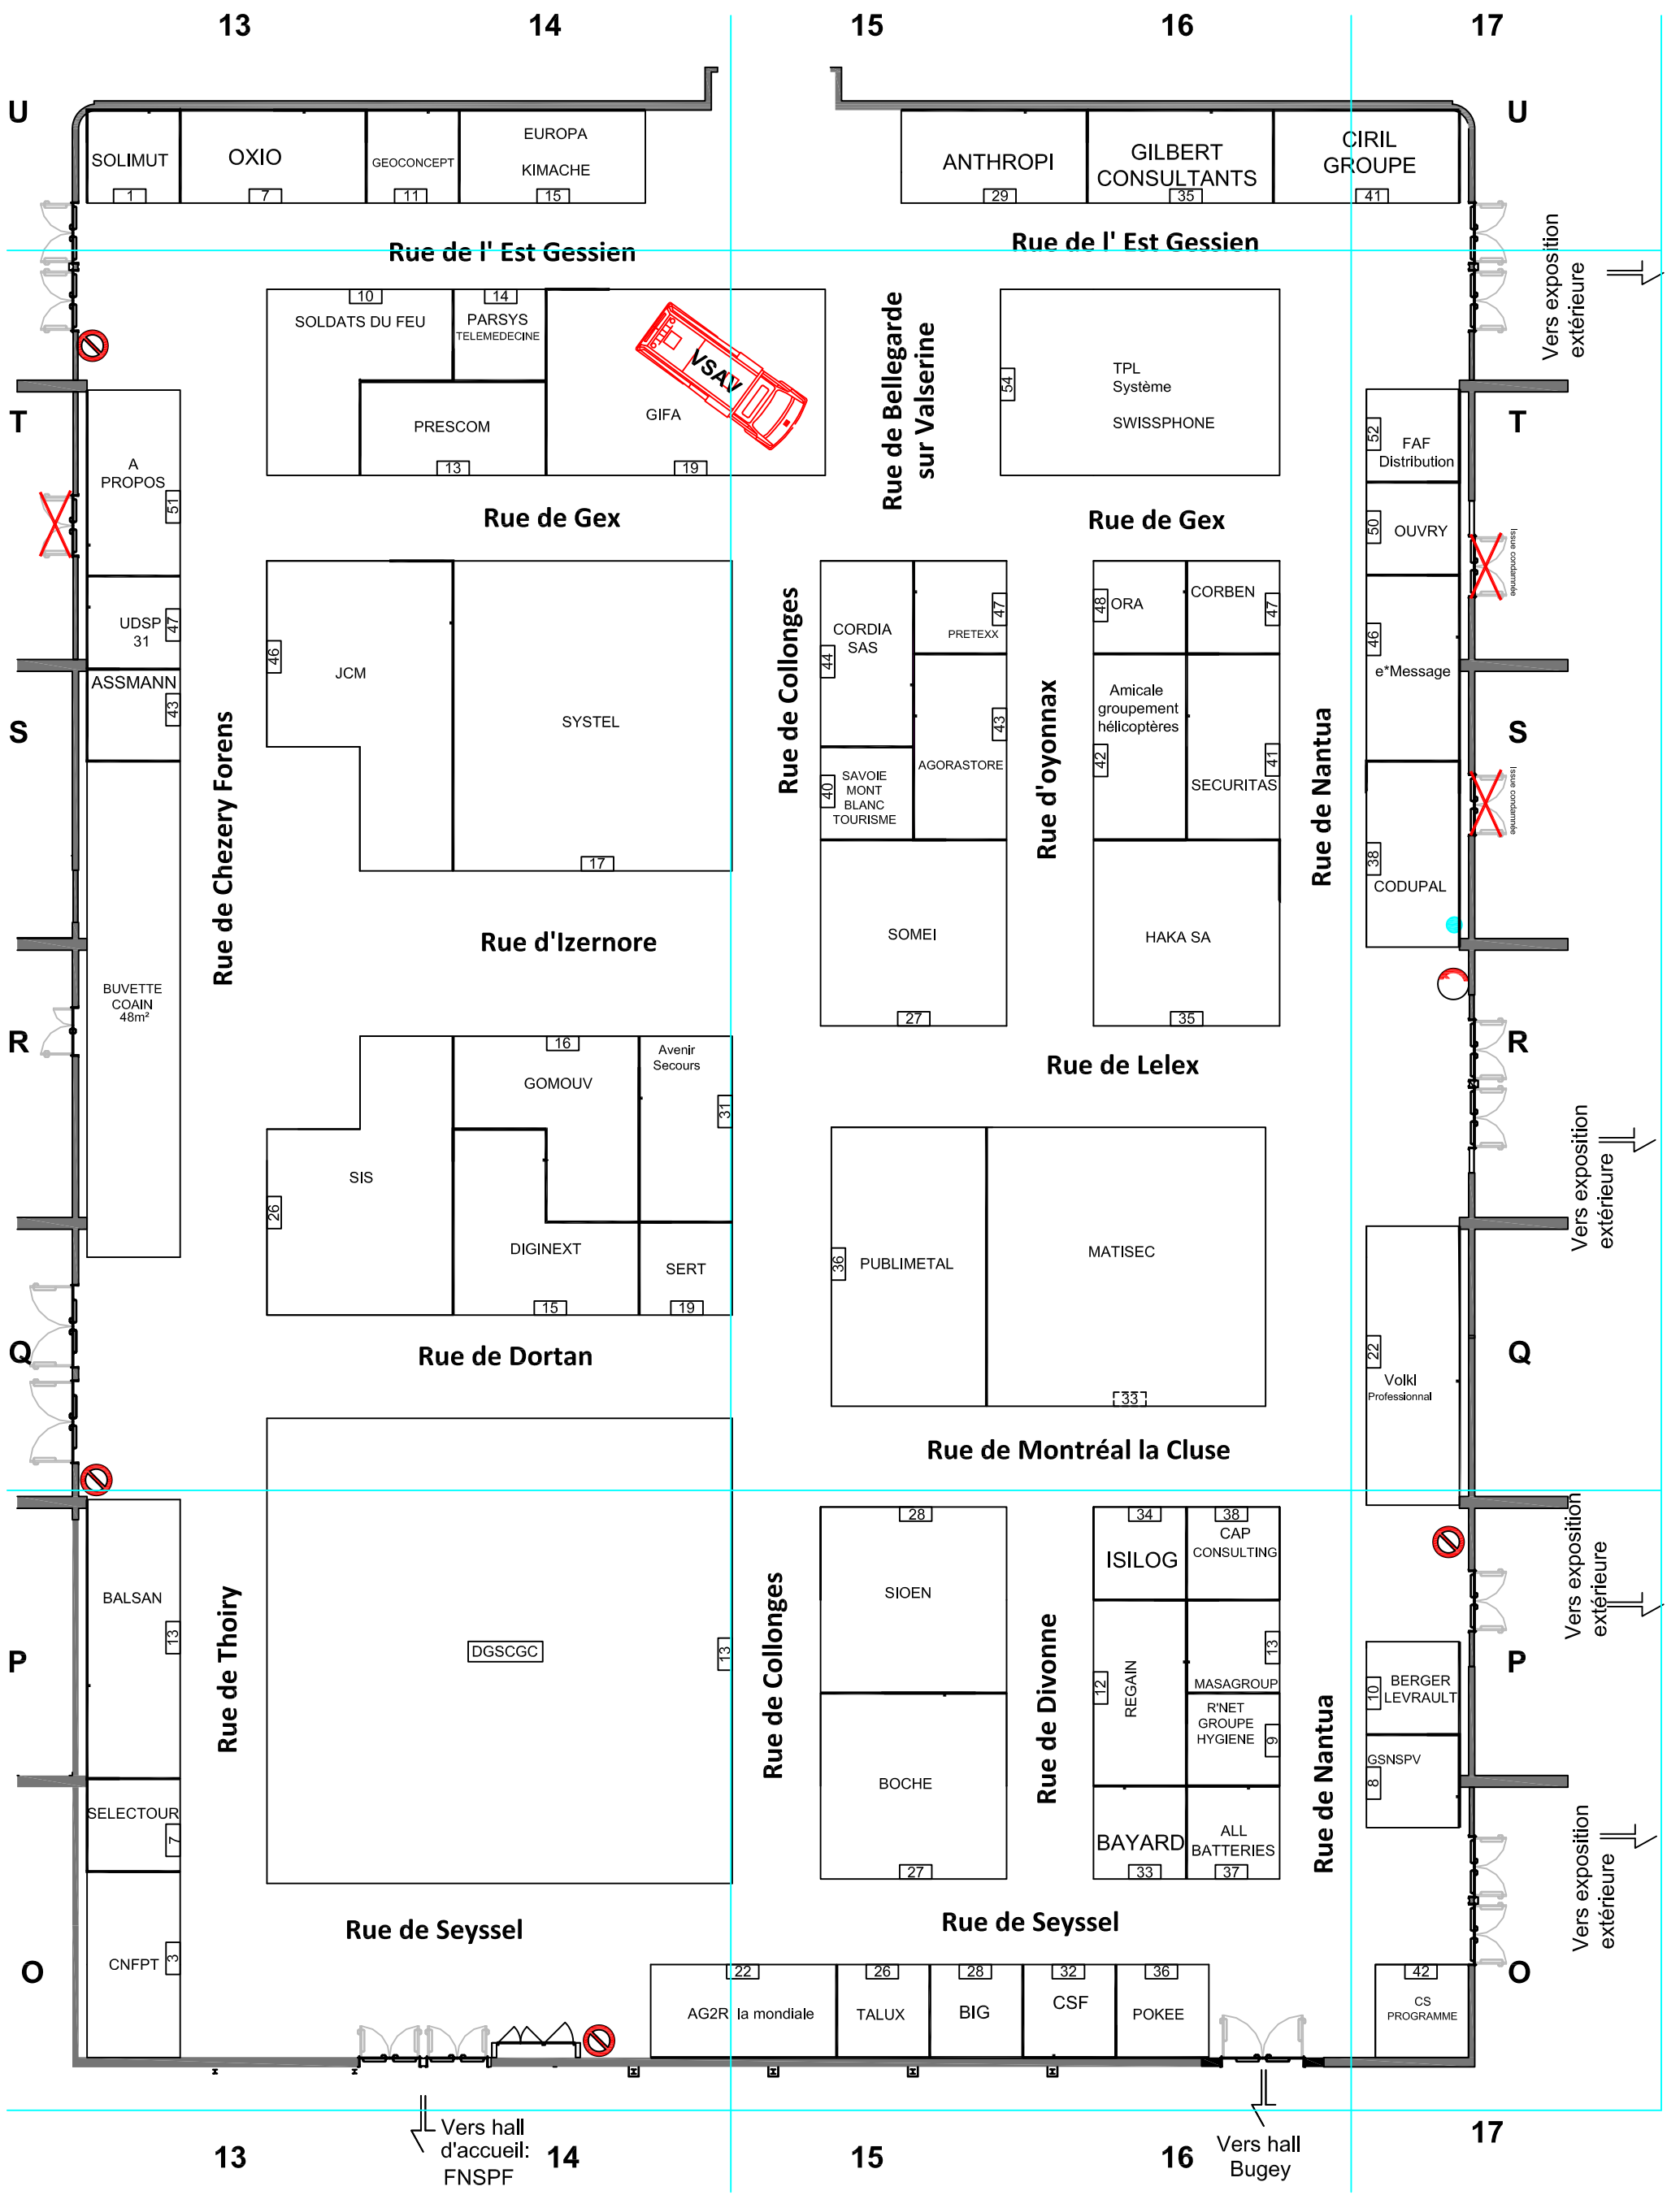 13
14
15
16
17
U
U
SOLIMUT
1
OXIO
7
GEOCONCEPT
11
EUROPA
KIMACHE
15
ANTHROPI
29
GILBERT
CONSULTANTS
35
CIRIL
GROUPE
41
Rue de l' Est Gessien
Rue de l' Est Gessien
Vers exposition
extérieure
10
SOLDATS DU FEU
14
PARSYS
TELEMEDECINE
PRESCOM
13
VSAV
GIFA
19
Rue de Bellegarde
sur Valserine
54
TPL
Système
SWISSPHONE
T
T
A
PROPOS
51
52
FAF
Distribution
Rue de Gex
Rue de Gex
50
OUVRY
Issue condamnée
UDSP
31
47
46
JCM
SYSTEL
17
Rue de Collonges
CORDIA
SAS
44
47
PRETEXX
48
ORA
CORBEN
47
46
e*Message
ASSMANN
43
S
S
Rue de Chezery Forens
SAVOIE
MONT
BLANC
TOURISME
40
43
AGORASTORE
Rue d'oyonnax
Amicale
groupement
hélicoptères
42
41
SECURITAS
Rue de Nantua
Issue condamnée
38
CODUPAL
Rue d'Izernore
SOMEI
27
HAKA SA
35
BUVETTE
COAIN
48m²
R
R
16
GOMOUV
Avenir
Secours
31
Rue de Lelex
SIS
26
DIGINEXT
15
SERT
19
36
PUBLIMETAL
MATISEC
33
Vers exposition
extérieure
Q
Q
Rue de Dortan
22
Volkl
Professionnal
Rue de Montréal la Cluse
BALSAN
13
Rue de Thoiry
DGSCGC
13
Rue de Collonges
28
SIOEN
34
ISILOG
38
CAP
CONSULTING
Vers exposition
extérieure
P
P
Rue de Divonne
12
REGAIN
13
MASAGROUP
R'NET
GROUPE
HYGIENE
9
Rue de Nantua
10
BERGER
LEVRAULT
GSNSPV
8
SELECTOUR
7
BOCHE
27
BAYARD
33
ALL
BATTERIES
37
Vers exposition
extérieure
Rue de Seyssel
Rue de Seyssel
O
O
CNFPT
3
22
AG2R la mondiale
26
TALUX
28
BIG
32
CSF
36
POKEE
42
CS
PROGRAMME
Vers hall
d'accueil:
FNSPF
Vers hall
Bugey
13
14
15
16
17